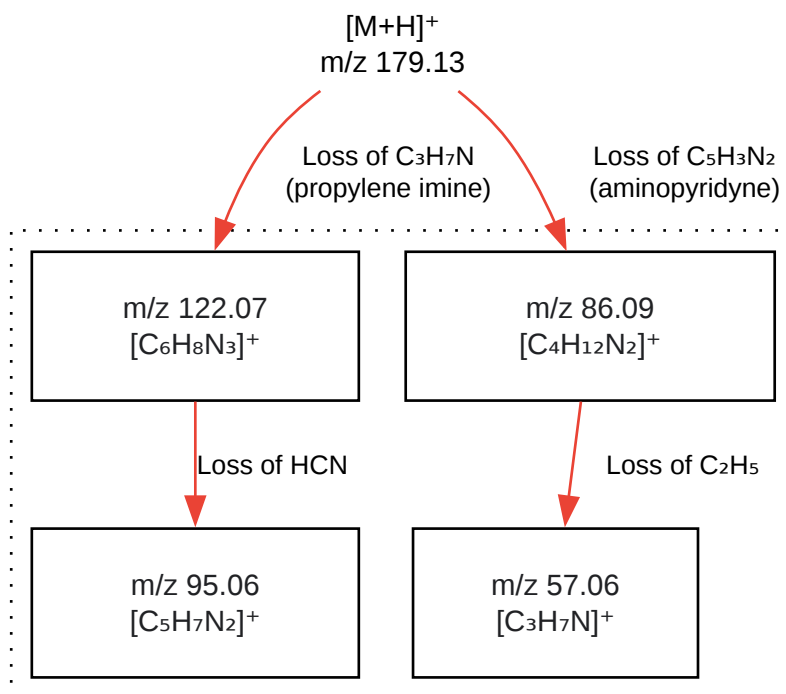 [M+H]⁺
m/z 179.13
Loss of C₃H₇N
(propylene imine)
Loss of C₅H₃N₂
(aminopyridyne)
m/z 122.07
[C₆H₈N₃]⁺
m/z 86.09
[C₄H₁₂N₂]⁺
Loss of HCN
Loss of C₂H₅
m/z 95.06
[C₅H₇N₂]⁺
m/z 57.06
[C₃H₇N]⁺